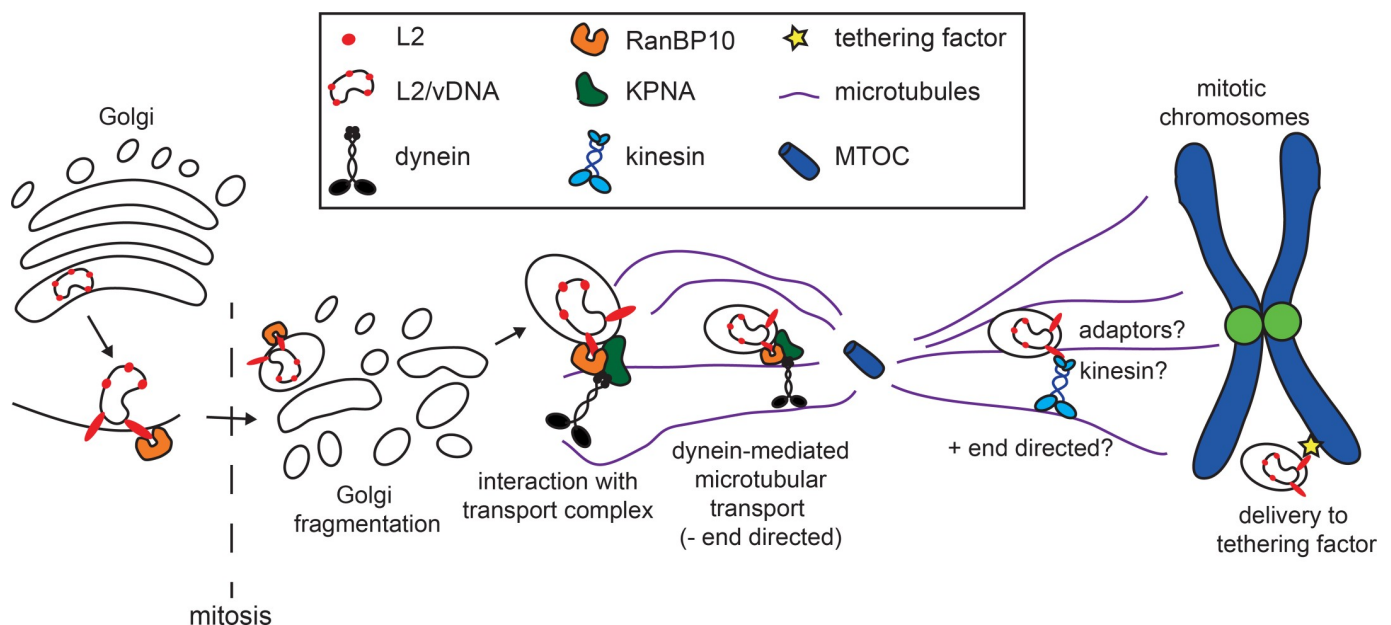 L2
RanBP10
tethering factor
L2/vDNA
KPNA
microtubules
dynein
kinesin
MTOC
Golgi
mitotic
chromosomes
adaptors?
kinesin?
+ end directed?
Golgi
fragmentation
interaction with
transport complex
dynein-mediated
microtubular
transport
(- end directed)
delivery to
tethering factor
mitosis